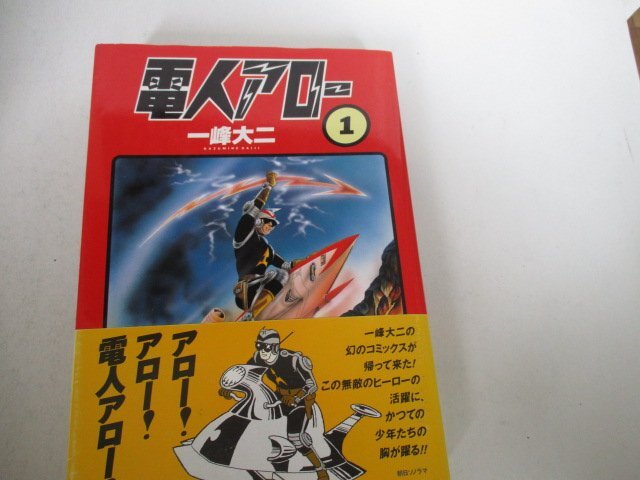 電人アロー
一峰大二
KAZUMINE DAIJI
1
アロー!
アロー!
電人アロー
一峰大二の
幻のコミックスが
帰って来た!
この無敵のヒーローの
活躍に、
かつての
少年たちの
胸が躍る!!
朝日ソノラマ